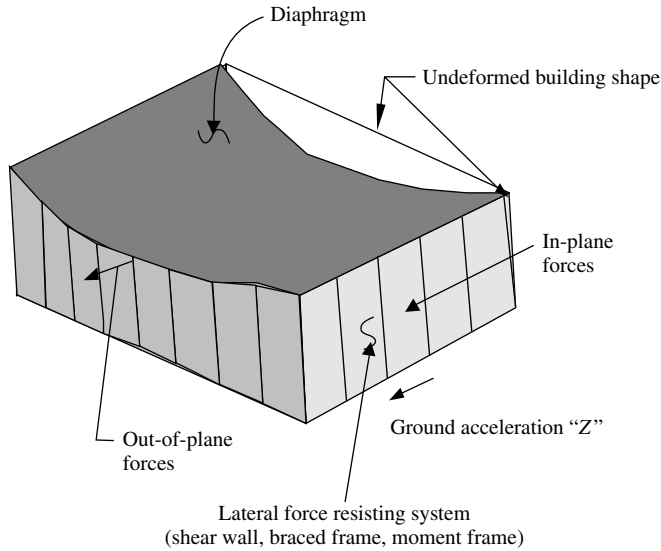 Diaphragm
Undeformed building shape
In-plane
forces
Ground acceleration “Z”
Out-of-plane
forces
Lateral force resisting system
(shear wall, braced frame, moment frame)